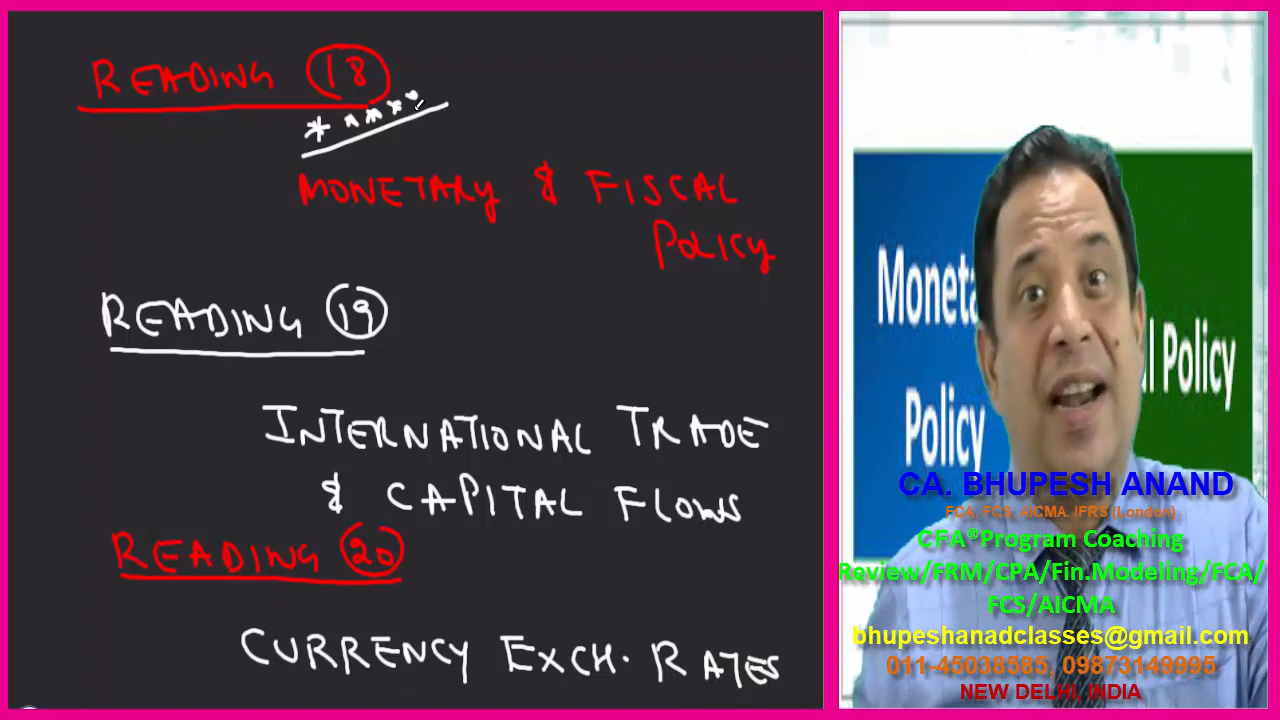 READING 18
* * * * *
MONETARY & FISCAL
POLICY
READING 19
INTERNATIONAL TRADE
& CAPITAL FLOWS
READING 20
CURRENCY EXCH. RATES
Moneta
Policy
l Policy
CA. BHUPESH ANAND
FCA, FCS, AICMA. IFRS (London)
CFA®Program Coaching
Review/FRM/CPA/Fin.Modeling/FCA/
FCS/AICMA
bhupeshanadclasses@gmail.com
011-45038585, 09873149995
NEW DELHI, INDIA